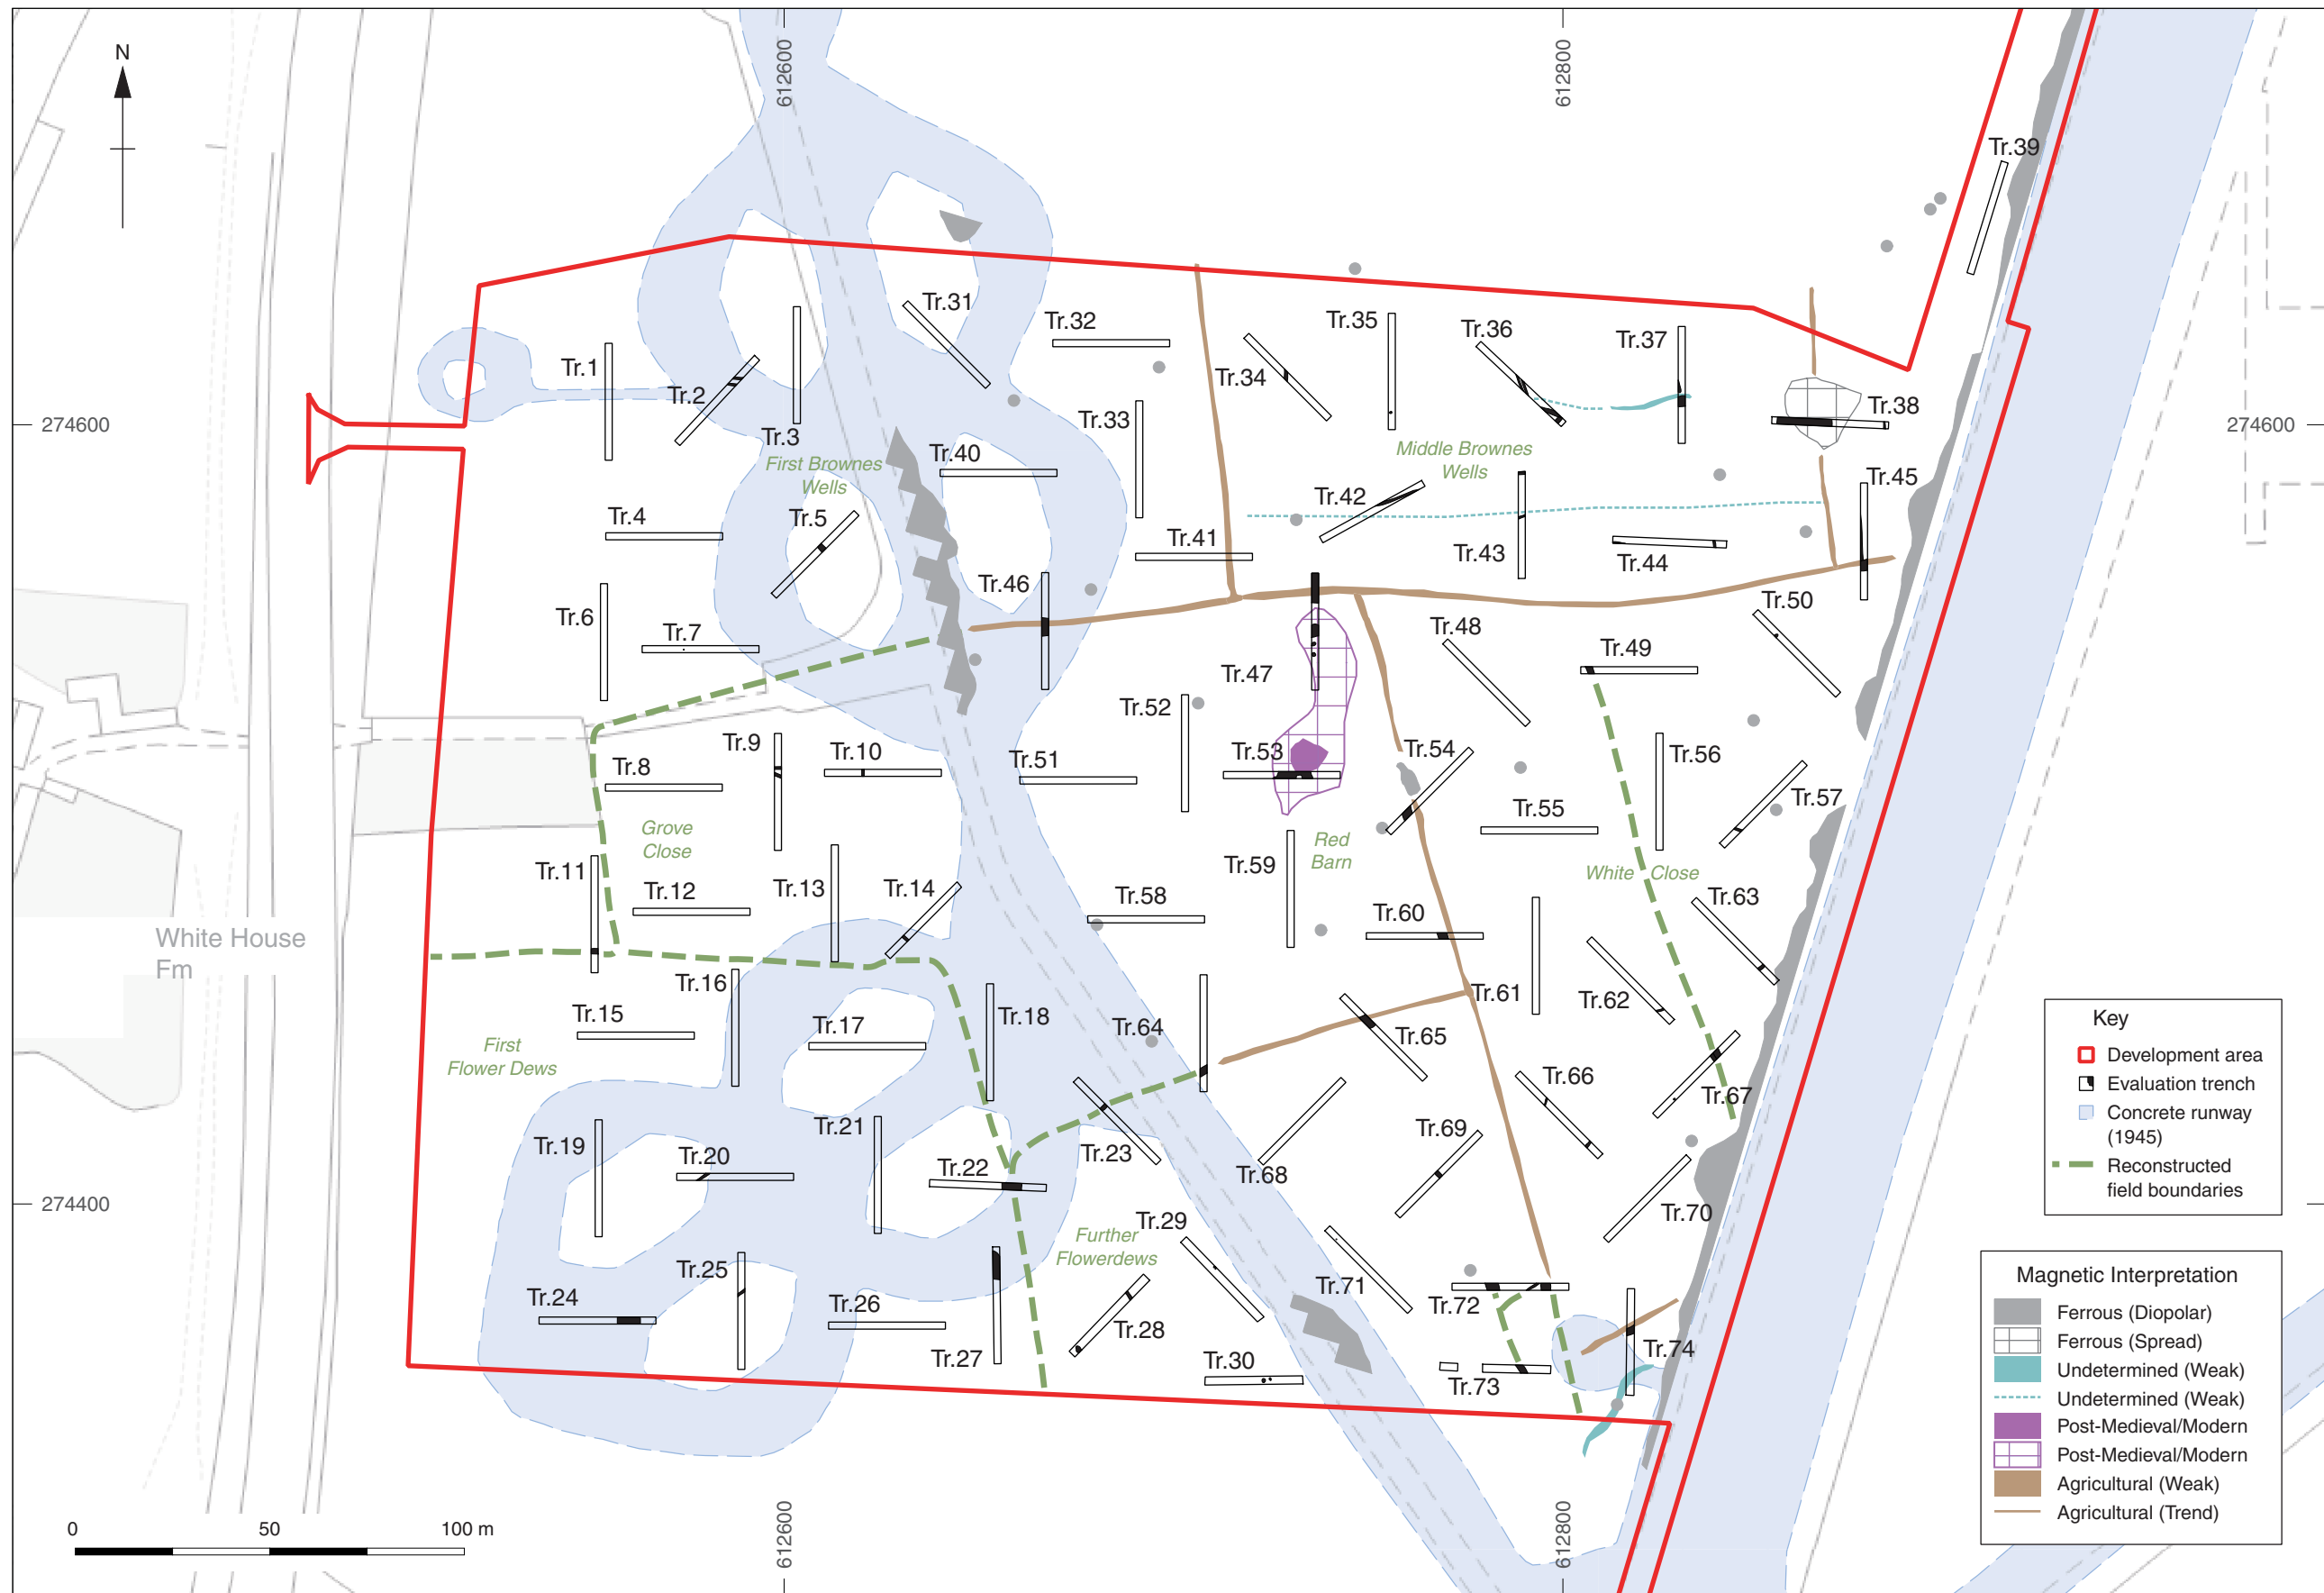 N
612600
612800
Tr.39
Tr.31
Tr.32
Tr.35
Tr.36
Tr.37
Tr.1
Tr.2
Tr.34
Tr.38
274600
274600
Tr.33
Tr.3
First Brownes
Wells
Tr.40
Middle Brownes
Wells
Tr.45
Tr.42
Tr.4
Tr.5
Tr.41
Tr.43
Tr.44
Tr.46
Tr.50
Tr.6
Tr.7
Tr.48
Tr.49
Tr.47
Tr.52
Tr.9
Tr.10
Tr.51
Tr.53
Tr.54
Tr.56
Tr.8
Tr.57
Tr.55
Grove
Close
Red
Barn
Tr.59
White Close
Tr.11
Tr.12
Tr.13
Tr.14
Tr.58
Tr.63
Tr.60
White House
Fm
Tr.16
Tr.61
Tr.62
Tr.15
Tr.17
Tr.18
Tr.64
Tr.65
First
Flower Dews
Tr.66
Tr.67
Tr.21
Tr.69
Tr.19
Tr.20
Tr.22
Tr.23
Tr.68
274400
Tr.29
Tr.70
Further
Flowerdews
Tr.25
Tr.71
Tr.24
Tr.26
Tr.72
Tr.28
Tr.27
Tr.30
Tr.74
Tr.73
0 50 100 m
612600
612800
Key
Development area
Evaluation trench
Concrete runway
(1945)
Reconstructed
field boundaries
Magnetic Interpretation
Ferrous (Diopolar)
Ferrous (Spread)
Undetermined (Weak)
Undetermined (Weak)
Post-Medieval/Modern
Post-Medieval/Modern
Agricultural (Weak)
Agricultural (Trend)